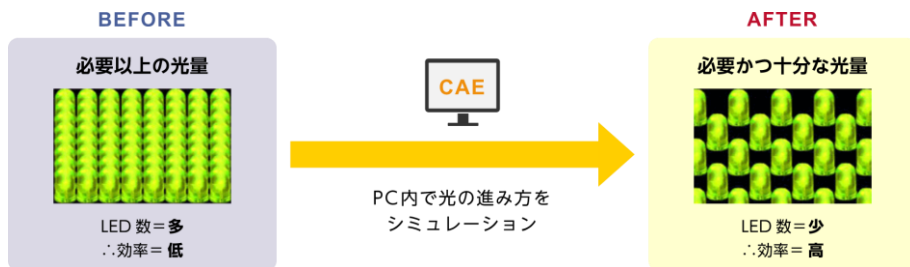 BEFORE
必要以上の光量
LED 数＝多
∴効率＝ 低
CAE
PC内で光の進み方を
シミュレーション
AFTER
必要かつ十分な光量
LED 数＝少
∴効率＝ 高